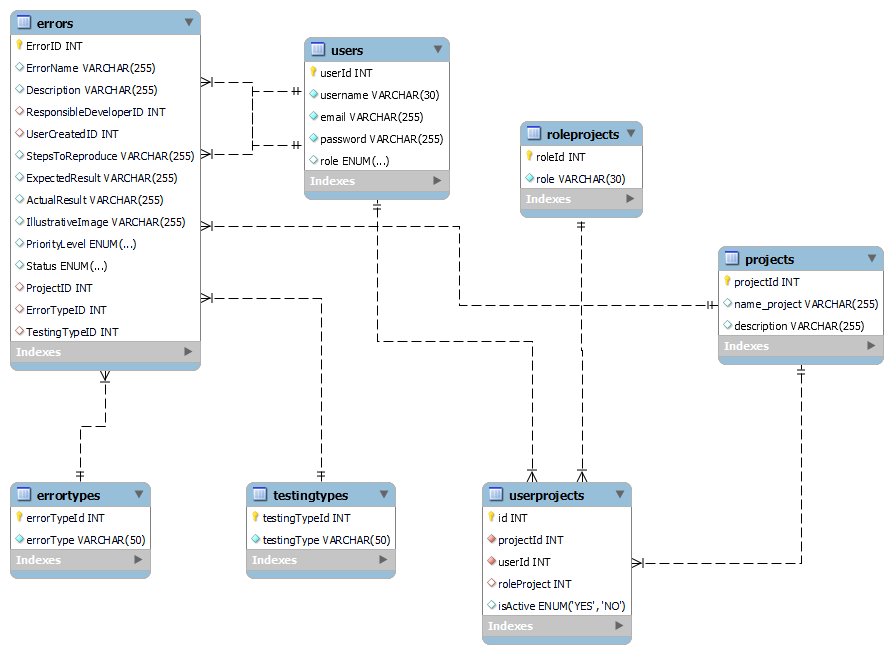 errors
ErrorID INT
ErrorName VARCHAR(255)
Description VARCHAR(255)
ResponsibleDeveloperID INT
UserCreatedID INT
StepsToReproduce VARCHAR(255)
ExpectedResult VARCHAR(255)
ActualResult VARCHAR(255)
IllustrativeImage VARCHAR(255)
PriorityLevel ENUM(...)
Status ENUM(...)
ProjectID INT
ErrorTypeID INT
TestingTypeID INT
Indexes
users
userId INT
username VARCHAR(30)
email VARCHAR(255)
password VARCHAR(255)
role ENUM(...)
Indexes
roleprojects
roleId INT
role VARCHAR(30)
Indexes
projects
projectId INT
name_project VARCHAR(255)
description VARCHAR(255)
Indexes
errortypes
errorTypeId INT
errorType VARCHAR(50)
Indexes
testingtypes
testingTypeId INT
testingType VARCHAR(50)
Indexes
userprojects
id INT
projectId INT
userId INT
roleProject INT
isActive ENUM('YES', 'NO')
Indexes